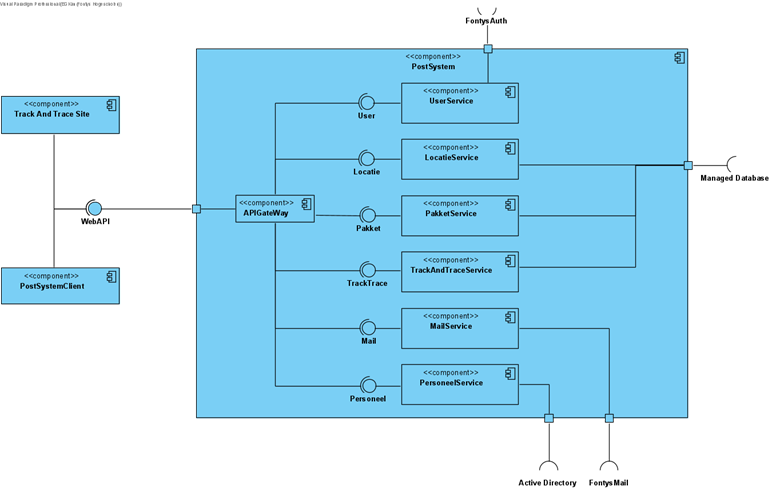 Visual Paradigm Professional(EG Kia (Fontys Hogescholen))
FontysAuth
<<component>>
PostSystem
<<component>>
UserService
User
<<component>>
Track And Trace Site
<<component>>
LocatieService
Locatie
Managed Database
<<component>>
APIGateWay
<<component>>
PakketService
WebAPI
Pakket
<<component>>
PostSystemClient
<<component>>
TrackAndTraceService
TrackTrace
<<component>>
MailService
Mail
<<component>>
PersoneelService
Personeel
Active Directory
FontysMail